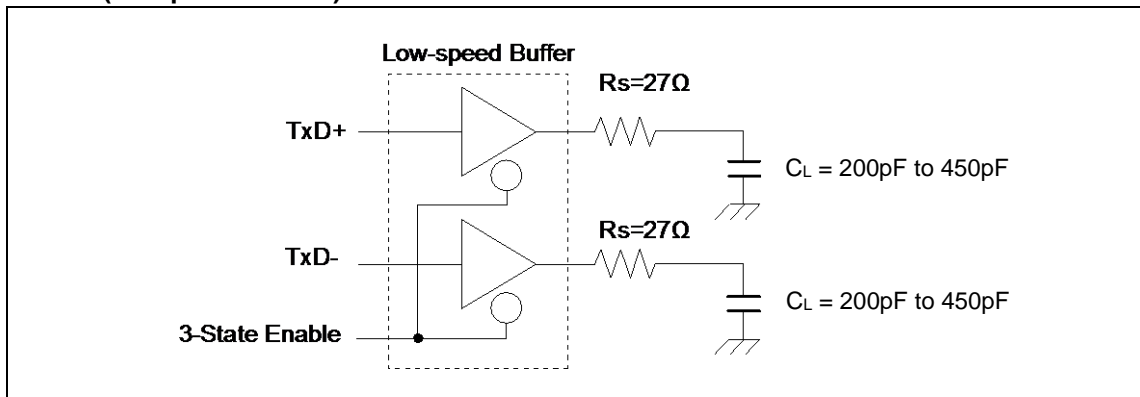 Low-speed Buffer
Rs=27Ω
TxD+
CL = 200pF to 450pF
Rs=27Ω
TxD-
CL = 200pF to 450pF
3-State Enable